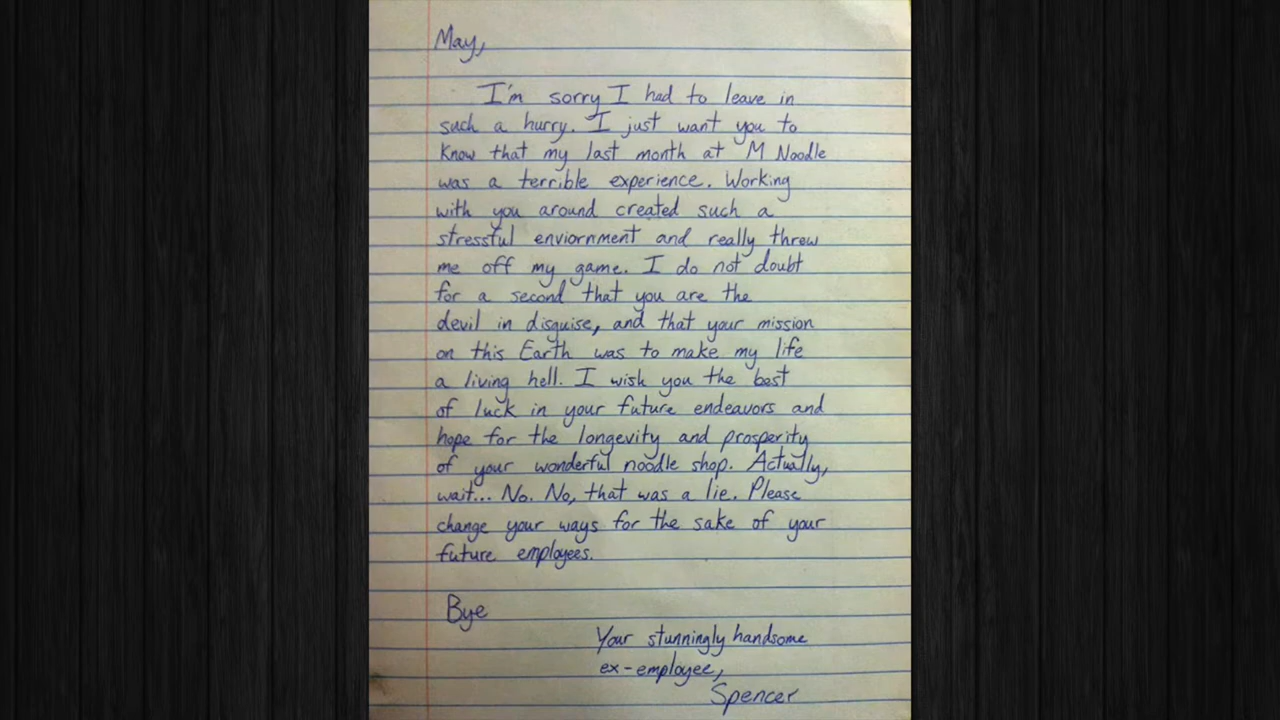 May,
I'm sorry I had to leave in
such a hurry. I just want you to
know that my last month at M Noodle
was a terrible experience. Working
with you around created such a
stressful enviornment and really threw
me off my game. I do not doubt
for a second that you are the
devil in disguise, and that your mission
on this Earth was to make my life
a living hell. I wish you the best
of luck in your future endeavors and
hope for the longevity and prosperity
of your wonderful noodle shop. Actually,
wait... No. No, that was a lie. Please
change your ways for the sake of your
future employees.
Bye
Your stunningly handsome
ex-employee,
Spencer